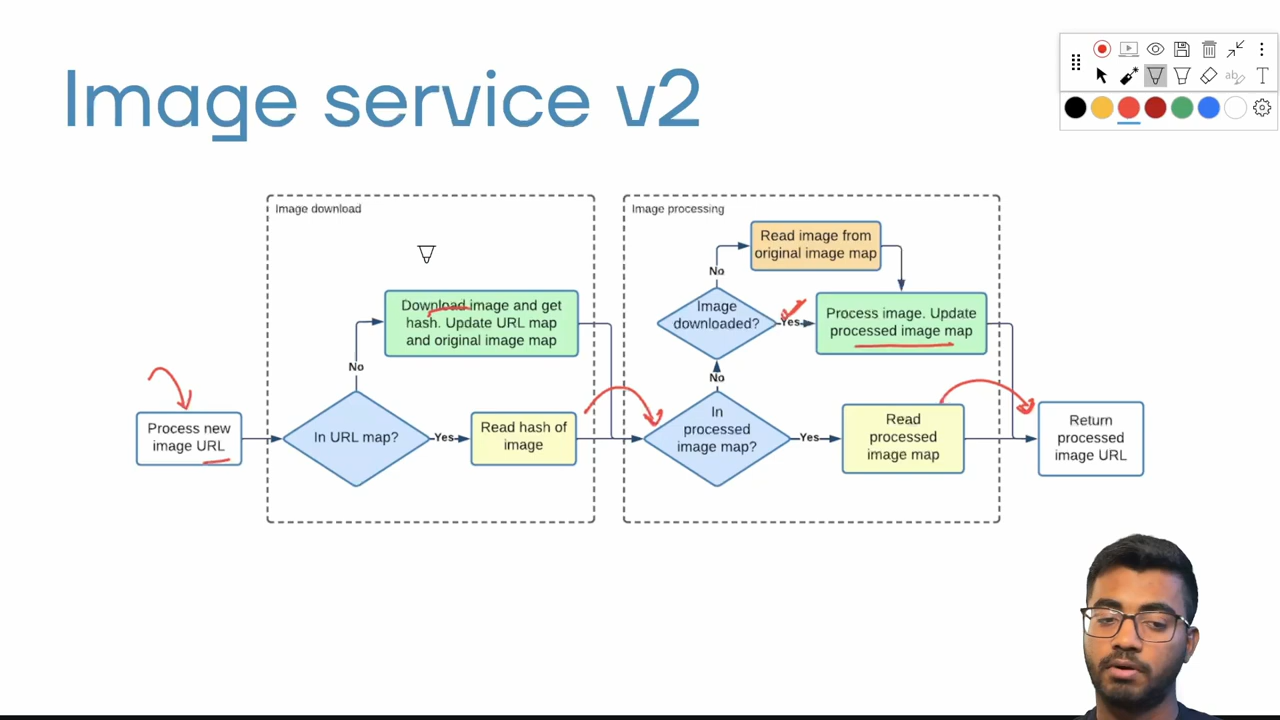 Image service v2
Image download
Image processing
Read image from
original image map
No
Download image and get
hash. Update URL map
and original image map
Image
downloaded?
Yes
Process image. Update
processed image map
No
No
Process new
image URL
In URL map?
Yes
Read hash of
image
In
processed
image map?
Yes
Read
processed
image map
Return
processed
image URL